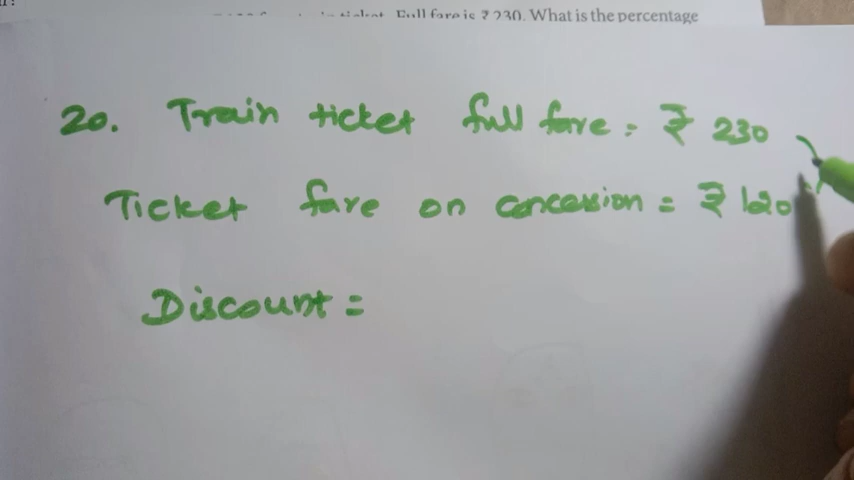 ticket. Full fare is ₹ 230. What is the percentage
20. Train ticket full fare = ₹ 230
Ticket fare on concession = ₹ 120
Discount =